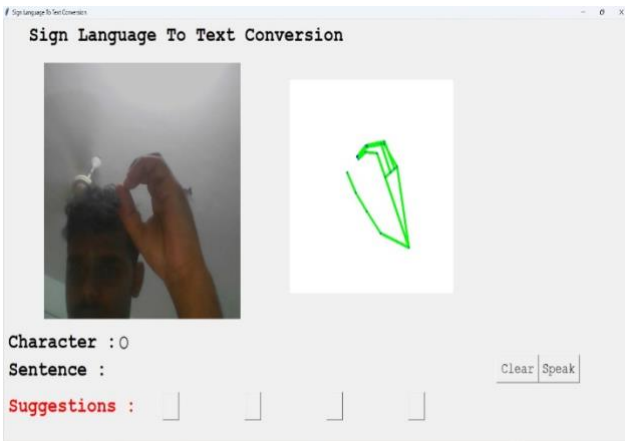 Sign Language To Text Conversion
Sign Language To Text Conversion
Character : O
Sentence :
Clear Speak
Suggestions :